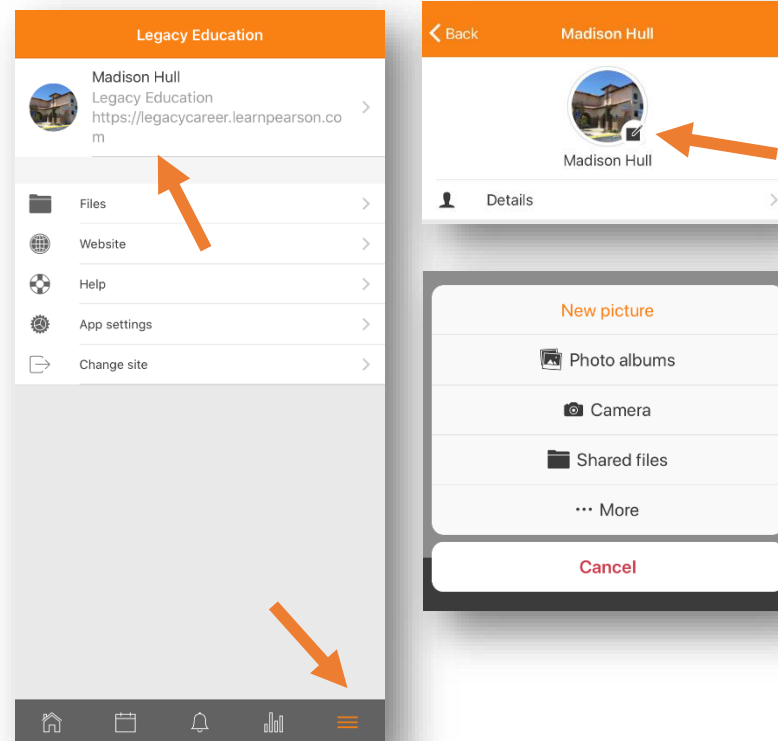 Legacy Education
Madison Hull
Legacy Education
https://legacycareer.learnpearson.co
m
Files
Website
Help
App settings
Change site
Back
Madison Hull
Madison Hull
Details
New picture
Photo albums
Camera
Shared files
••• More
Cancel